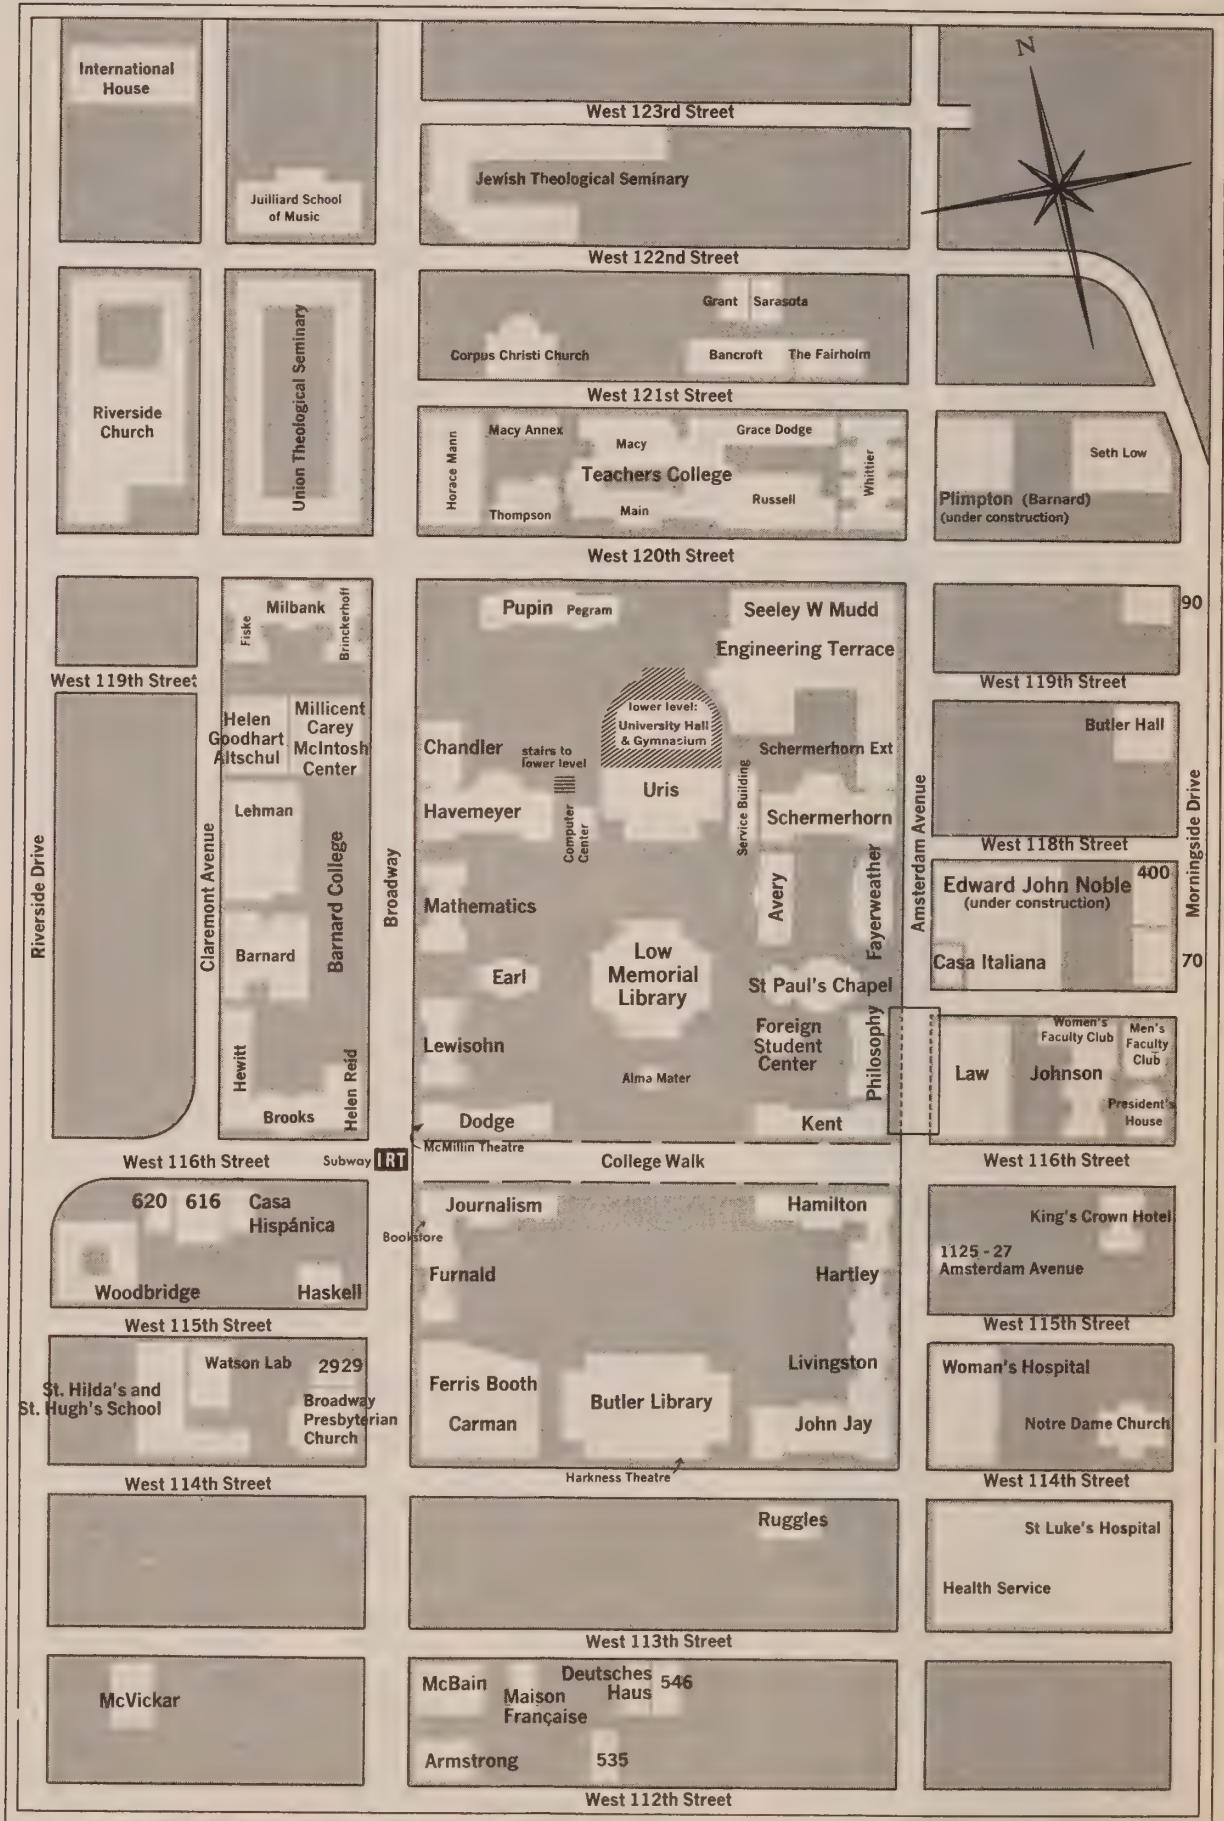 N
International
House
West 123rd Street
Jewish Theological Seminary
Juilliard School
of Music
West 122nd Street
Grant
Sarasota
Corpus Christi Church
Bancroft
The Fairholm
West 121st Street
Riverside
Church
Union Theological Seminary
Horace Mann
Macy Annex
Macy
Grace Dodge
Teachers College
Whittier
Thompson
Main
Russell
Seth Low
Plimpton (Barnard)
(under construction)
West 120th Street
Milbank
Fiske
Brinckerhoff
Pupin
Pegram
Seeley W Mudd
Engineering Terrace
90
West 119th Street
West 119th Street
Helen
Goodhart
Altschul
Millicent
Carey
McIntosh
Center
Chandler
stairs to
lower level
lower level:
University Hall
& Gymnasium
Schermerhorn Ext
Butler Hall
Lehman
Havemeyer
Computer
Center
Uris
Service Building
Schermerhorn
West 118th Street
Riverside Drive
Claremont Avenue
Barnard College
Broadway
Amsterdam Avenue
Morningside Drive
Mathematics
Avery
Fayerweather
Edward John Noble
(under construction)
400
Barnard
Earl
Low
Memorial
Library
St Paul's Chapel
Casa Italiana
70
Hewitt
Helen Reid
Lewisohn
Foreign
Student
Center
Philosophy
Law
Johnson
Women's
Faculty Club
Men's
Faculty
Club
Alma Mater
Brooks
Dodge
Kent
President's
House
McMillin Theatre
West 116th Street
Subway IRT
College Walk
West 116th Street
620
616
Casa
Hispánica
Journalism
Hamilton
King's Crown Hotel
Bookstore
Woodbridge
Haskell
Furnald
Hartley
1125 - 27
Amsterdam Avenue
West 115th Street
West 115th Street
Watson Lab
2929
St. Hilda's and
St. Hugh's School
Broadway
Presbyterian
Church
Ferris Booth
Carman
Butler Library
Livingston
John Jay
Woman's Hospital
Notre Dame Church
Harkness Theatre
West 114th Street
West 114th Street
Ruggles
St Luke's Hospital
Health Service
West 113th Street
McVickar
McBain
Maison
Française
Deutsches
Haus
546
Armstrong
535
West 112th Street